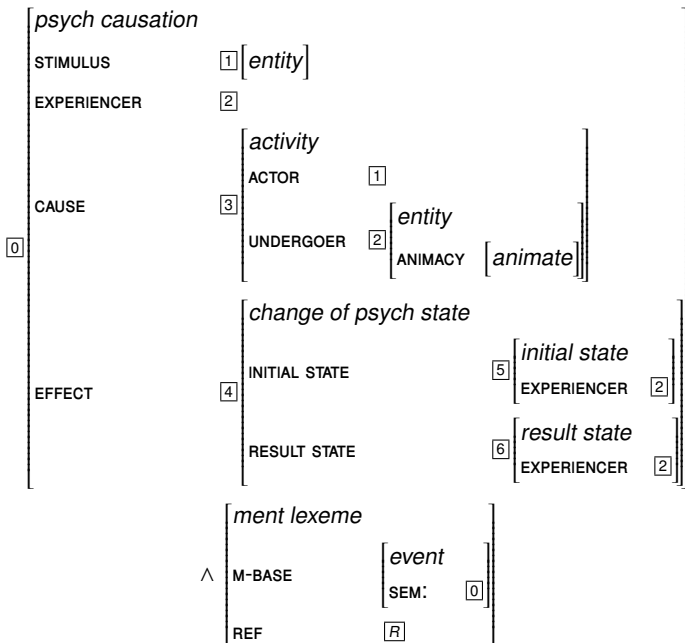 psych causation
STIMULUS 1 [entity]
EXPERIENCER 2
activity
ACTOR 1
CAUSE 3
entity
UNDERGOER 2
ANIMACY [animate]
0
change of psych state
initial state
INITIAL STATE 5
EXPERIENCER 2
EFFECT 4
result state
RESULT STATE 6
EXPERIENCER 2
ment lexeme
event
∧ M-BASE
SEM: 0
REF R